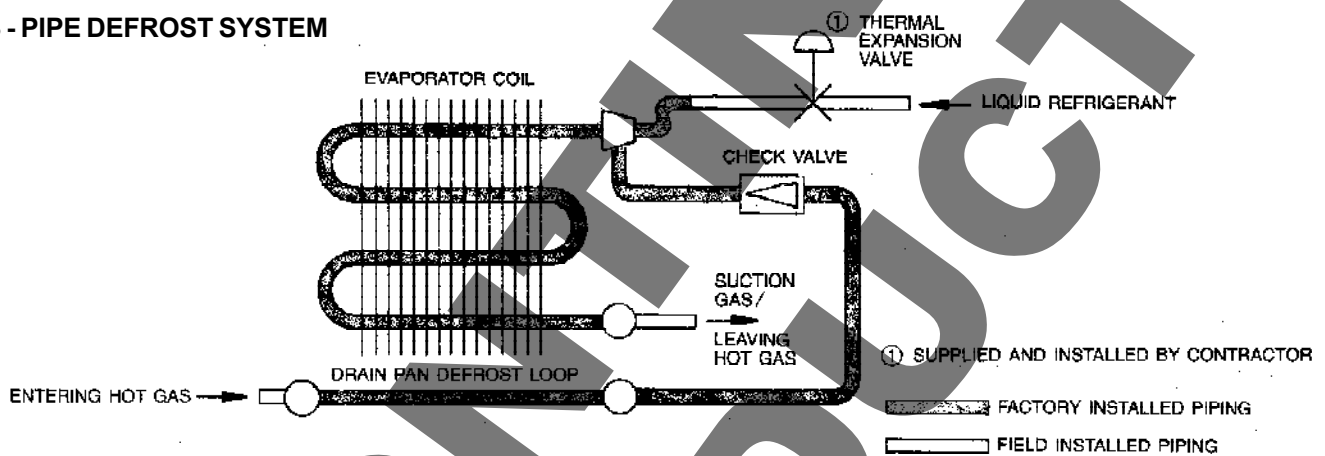 - PIPE DEFROST SYSTEM
① THERMAL
EXPANSION
VALVE
EVAPORATOR COIL
LIQUID REFRIGERANT
CHECK VALVE
SUCTION
GAS/
LEAVING
HOT GAS
① SUPPLIED AND INSTALLED BY CONTRACTOR
DRAIN PAN DEFROST LOOP
ENTERING HOT GAS
FACTORY INSTALLED PIPING
FIELD INSTALLED PIPING